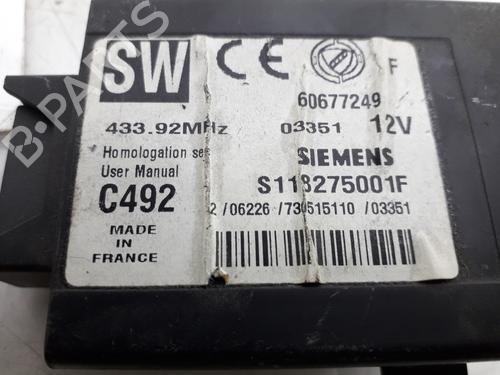 SW CE F
60677249
433.92MHz 03351 12V
Homologation see
User Manual
SIEMENS
C492 S118275001F
2/06226/730515110/03351
MADE
IN
FRANCE
B-PARTS